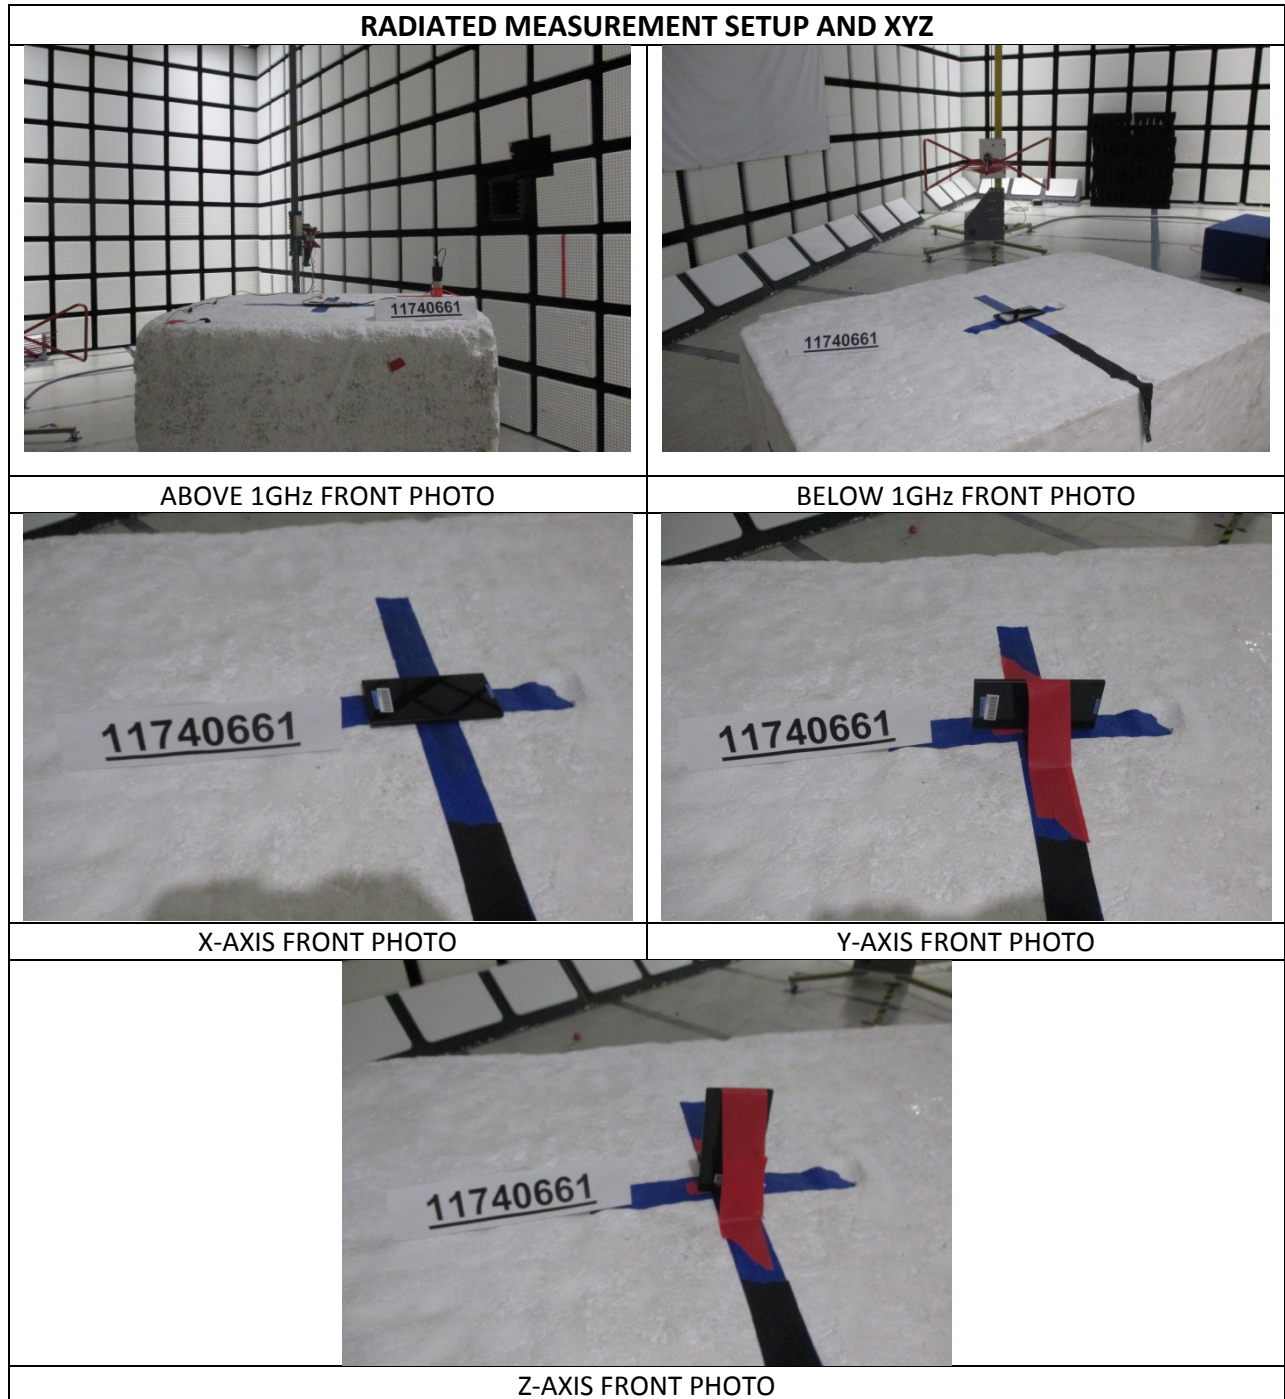 RADIATED MEASUREMENT SETUP AND XYZ
11740661
11740661
ABOVE 1GHz FRONT PHOTO
BELOW 1GHz FRONT PHOTO
11740661
11740661
X-AXIS FRONT PHOTO
Y-AXIS FRONT PHOTO
11740661
Z-AXIS FRONT PHOTO